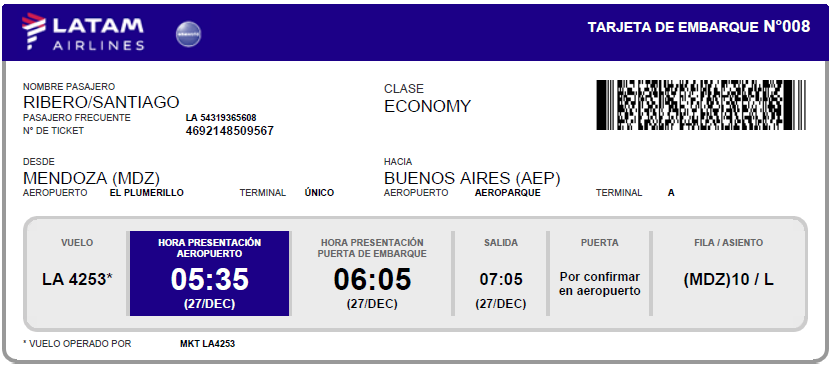 LATAM
AIRLINES
TARJETA DE EMBARQUE N°008
NOMBRE PASAJERO
RIBERO/SANTIAGO
PASAJERO FRECUENTE LA 54319365608
N° DE TICKET 4692148509567
CLASE
ECONOMY
DESDE
MENDOZA (MDZ)
AEROPUERTO EL PLUMERILLO TERMINAL ÚNICO
HACIA
BUENOS AIRES (AEP)
AEROPUERTO AEROPARQUE TERMINAL A
VUELO
LA 4253*
HORA PRESENTACIÓN
AEROPUERTO
05:35
(27/DEC)
HORA PRESENTACIÓN
PUERTA DE EMBARQUE
06:05
(27/DEC)
SALIDA
07:05
(27/DEC)
PUERTA
Por confirmar
en aeropuerto
FILA / ASIENTO
(MDZ)10 / L
* VUELO OPERADO POR MKT LA4253